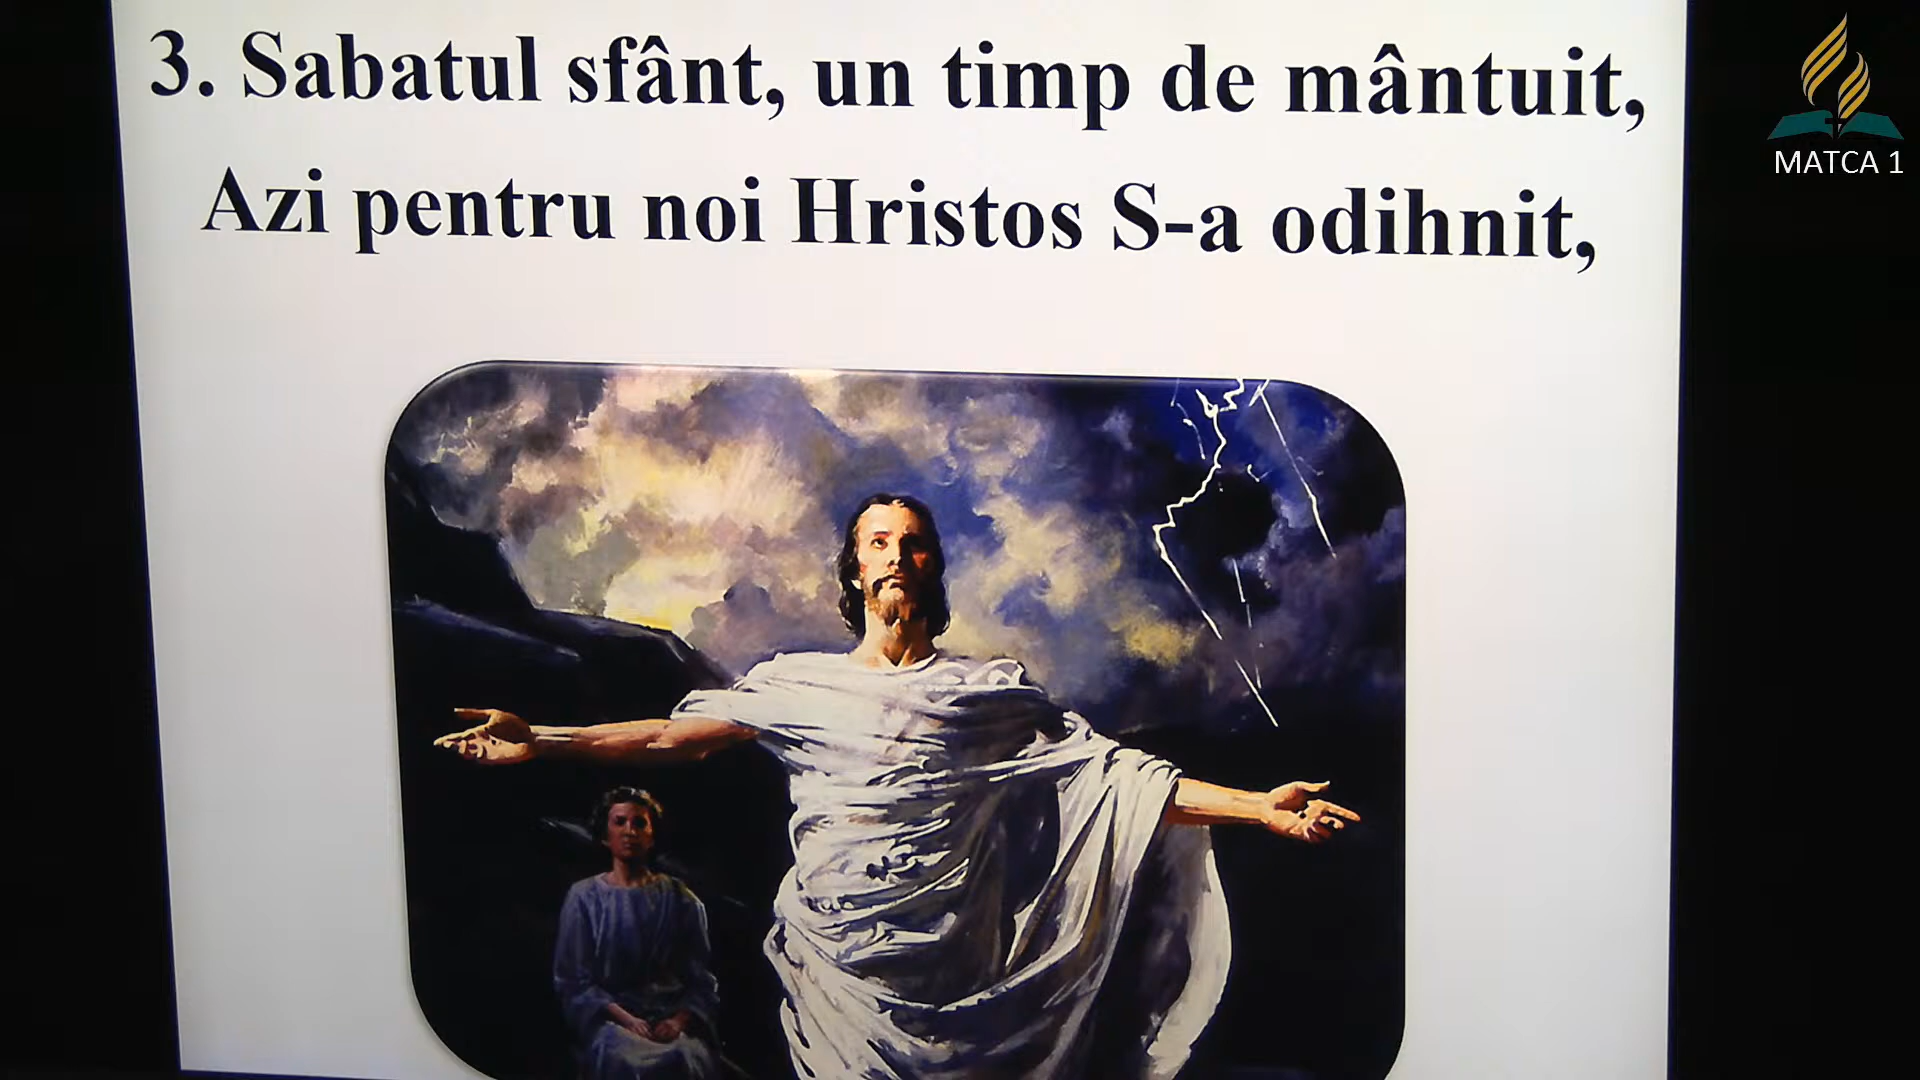 3. Sabatul sfânt, un timp de mântuit,
Azi pentru noi Hristos S-a odihnit,
MATCA 1